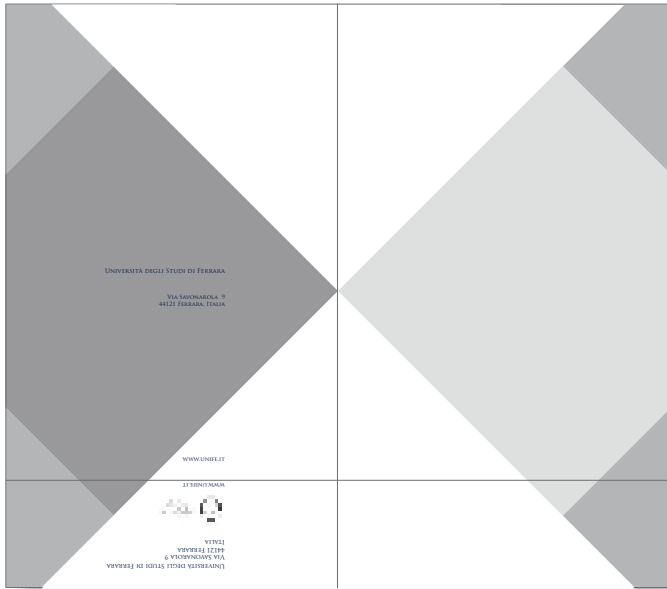 Università degli Studi di Ferrara
Via Savonarola 9
44121 Ferrara, Italia
www.unife.it
www.unife.it
Università degli Studi di Ferrara
Via Savonarola 9
44121 Ferrara
Italia